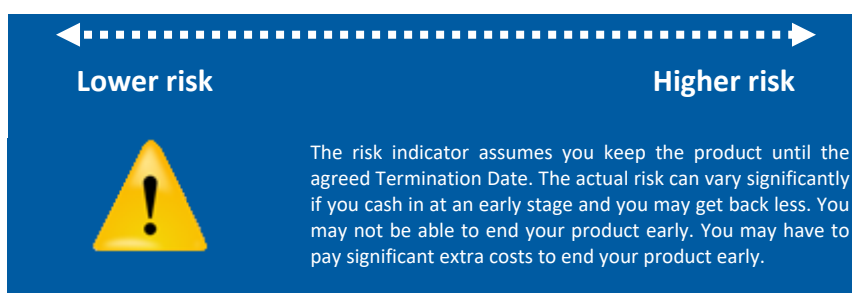 Lower risk
Higher risk
The risk indicator assumes you keep the product until the
agreed Termination Date. The actual risk can vary significantly
if you cash in at an early stage and you may get back less. You
may not be able to end your product early. You may have to
pay significant extra costs to end your product early.